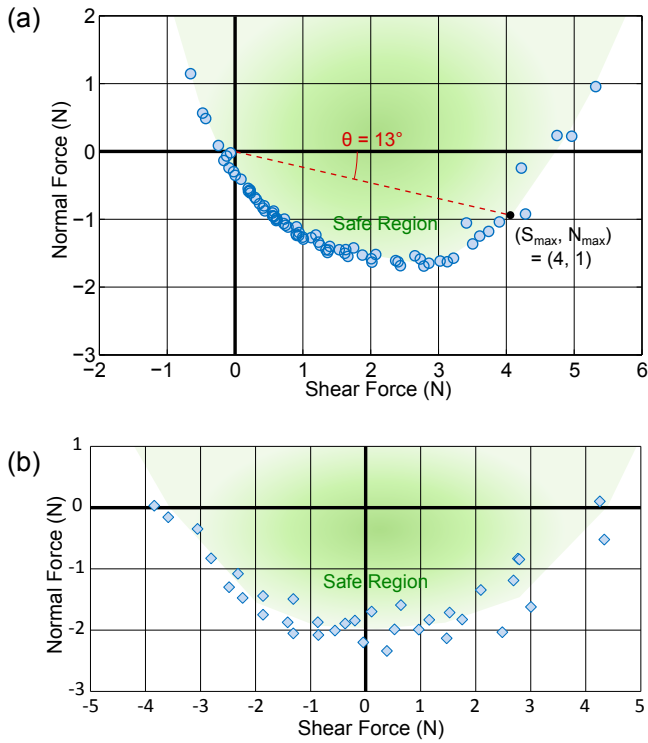 (a)
2
1
0
−1
−2
−3
Normal Force (N)
θ = 13°
Safe Region
(Smax, Nmax)
= (4, 1)
−2
−1
0
1
2
3
4
5
6
Shear Force (N)
(b)
1
0
-1
-2
-3
Normal Force (N)
Safe Region
-5
-4
-3
-2
-1
0
1
2
3
4
5
Shear Force (N)